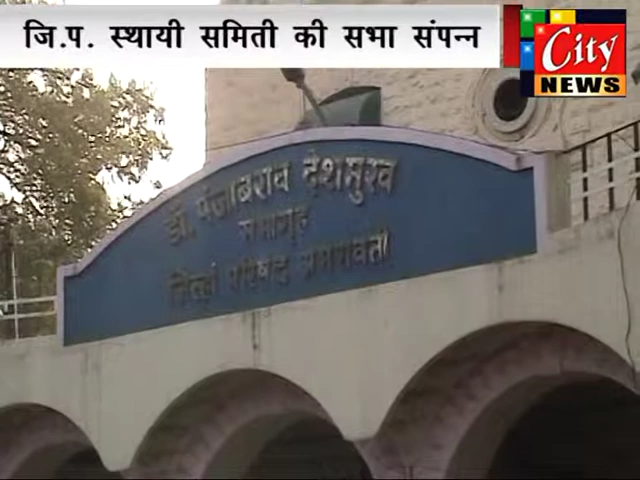 जि.प. स्थायी समिती की सभा संपन्न
City
NEWS
डॉ. पंजाबराव देशमुख
सभागृह
जिल्हा परिषद अमरावती